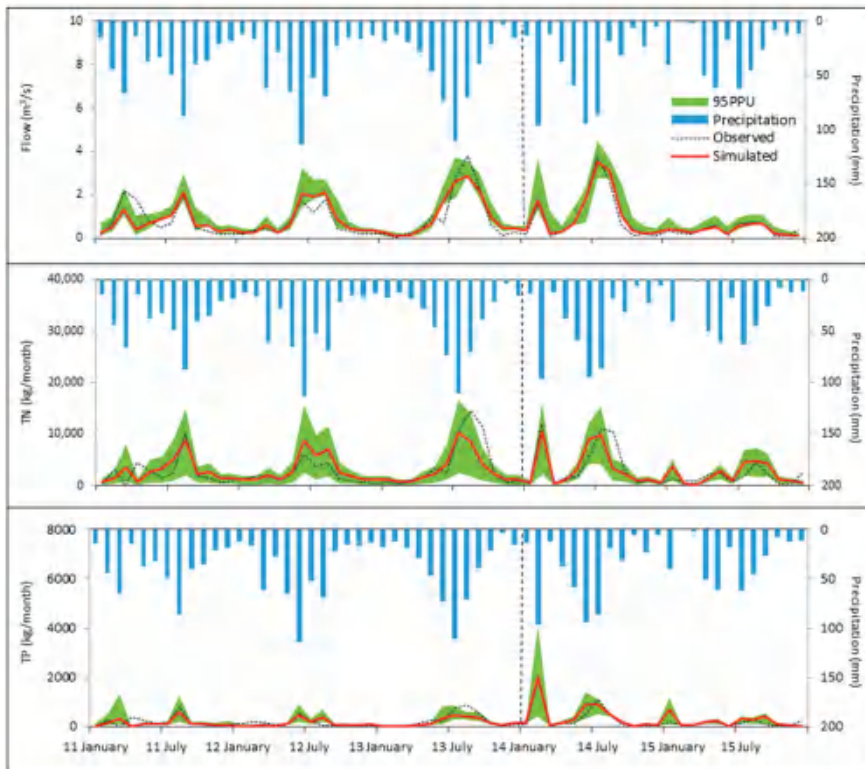 10
8
6
4
2
0
Flow (m³/s)
0
50
100
150
200
Precipitation (mm)
95PPU
Precipitation
Observed
Simulated
40,000
30,000
20,000
10,000
0
TN (kg/month)
0
50
100
150
200
Precipitation (mm)
8000
6000
4000
2000
0
TP (kg/month)
0
50
100
150
200
Precipitation (mm)
11 January 11 July 12 January 12 July 13 January 13 July 14 January 14 July 15 January 15 July